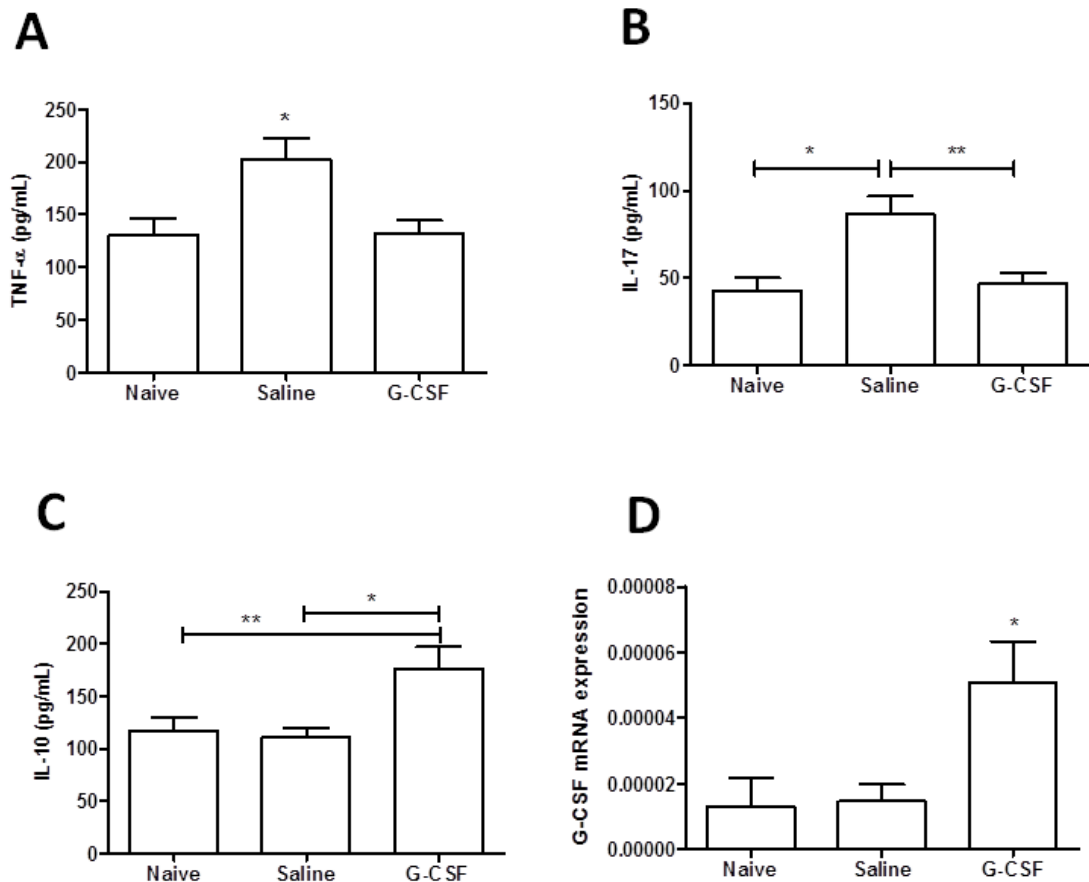 A
TNF-α (pg/mL)
250
200
150
100
50
0
*
Naive Saline G-CSF
B
IL-17 (pg/mL)
150
100
50
0
* **
Naive Saline G-CSF
C
IL-10 (pg/mL)
250
200
150
100
50
0
*
**
Naive Saline G-CSF
D
G-CSF mRNA expression
0.00008
0.00006
0.00004
0.00002
0.00000
*
Naive Saline G-CSF